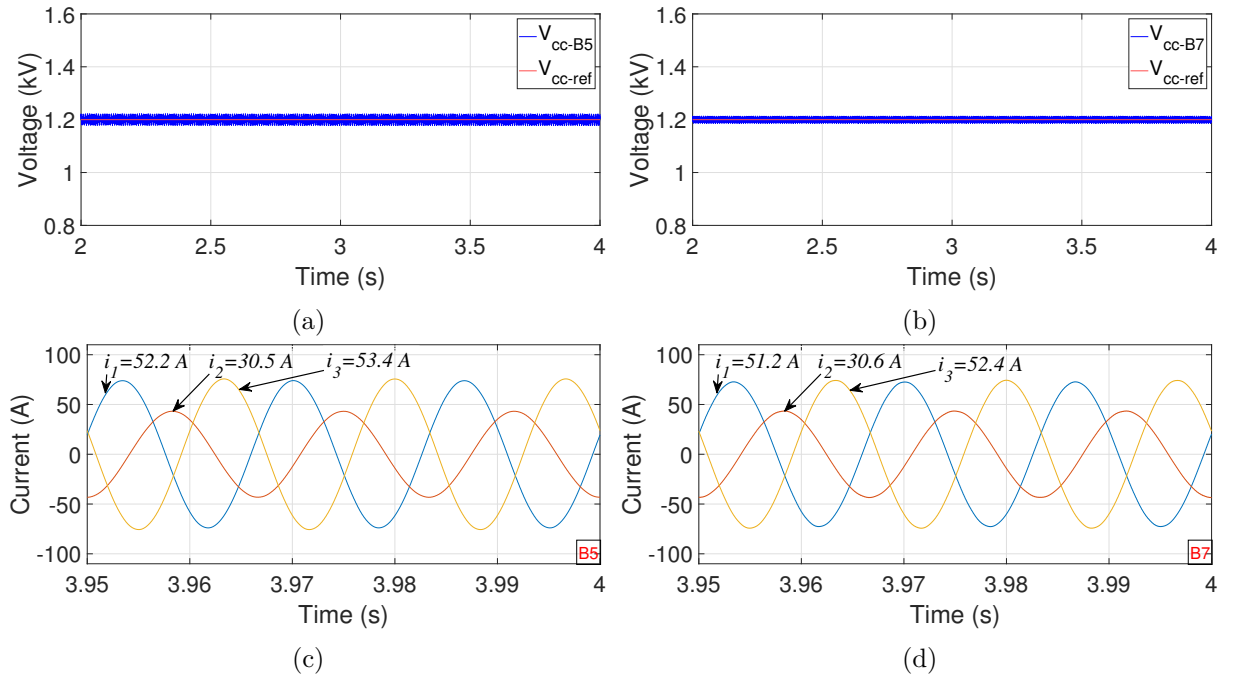 1.6
1.4
1.2
1
0.8
Voltage (kV)
V_cc-B5
V_cc-ref
2
2.5
3
3.5
4
Time (s)
(a)
1.6
1.4
1.2
1
0.8
Voltage (kV)
V_cc-B7
V_cc-ref
2
2.5
3
3.5
4
Time (s)
(b)
100
50
0
-50
-100
Current (A)
i_1=52.2 A
i_2=30.5 A
i_3=53.4 A
B5
3.95
3.96
3.97
3.98
3.99
4
Time (s)
(c)
100
50
0
-50
-100
Current (A)
i_1=51.2 A
i_2=30.6 A
i_3=52.4 A
B7
3.95
3.96
3.97
3.98
3.99
4
Time (s)
(d)